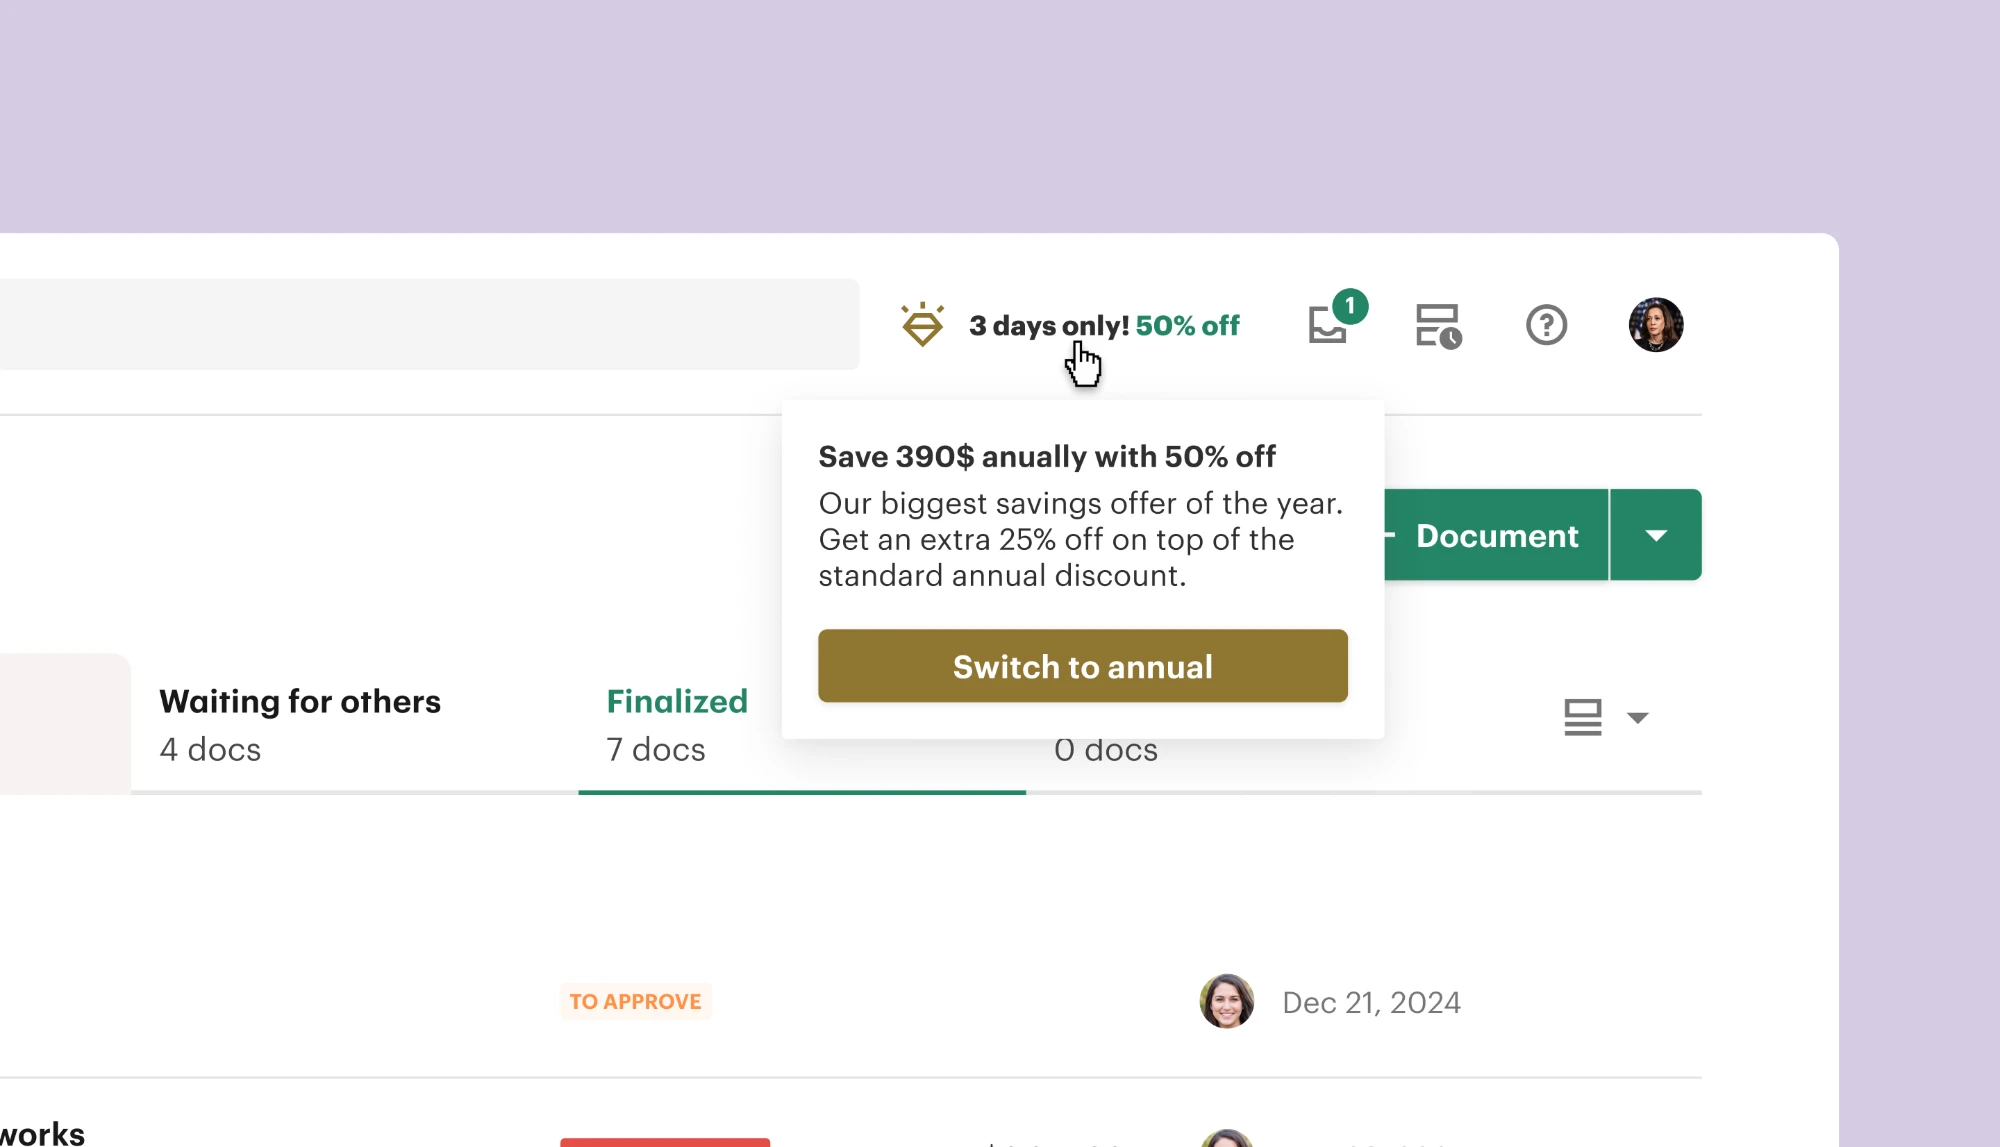 3 days only! 50% off
1
Save 390$ anually with 50% off
Our biggest savings offer of the year.
Get an extra 25% off on top of the
standard annual discount.
Switch to annual
Document
Waiting for others
4 docs
Finalized
7 docs
0 docs
TO APPROVE
Dec 21, 2024
works